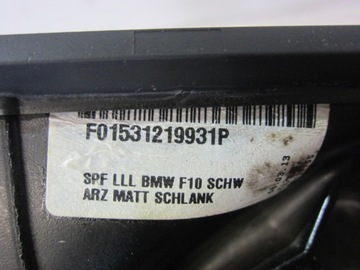 F01531219931P
SPF LLL BMW F10 SCHW
ARZ MATT SCHLANK